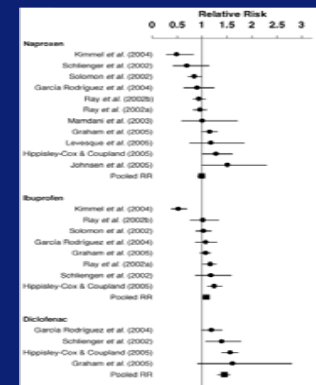 Relative Risk
0 0.5 1 1.5 2 2.5 3
Naproxen
Kimmel et al. (2004)
Schlienger et al. (2002)
Solomon et al. (2002)
García Rodríguez et al. (2004)
Ray et al. (2002b)
Ray et al. (2002a)
Mamdani et al. (2003)
Graham et al. (2005)
Levesque et al. (2005)
Hippisley-Cox & Coupland (2005)
Johnsen et al. (2005)
Pooled RR
Ibuprofen
Kimmel et al. (2004)
Ray et al. (2002b)
Solomon et al. (2002)
García Rodríguez et al. (2004)
Graham et al. (2005)
Ray et al. (2002a)
Schliengen et al. (2002)
Hippisley-Cox & Coupland (2005)
Pooled RR
Diclofenac
García Rodríguez et al. (2004)
Schlienger et al. (2002)
Hippisley-Cox & Coupland (2005)
Graham et al. (2005)
Pooled RR